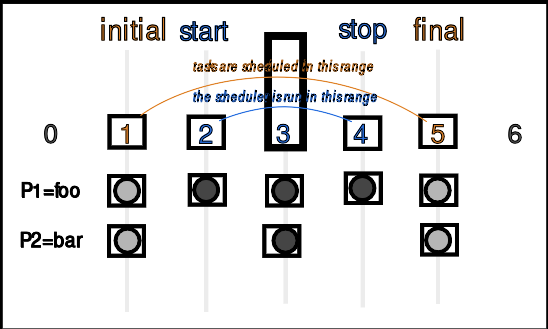 initial start stop final
tasks are scheduled in this range
the scheduler is run in this range
0 1 2 3 4 5 6
P1=foo
P2=bar